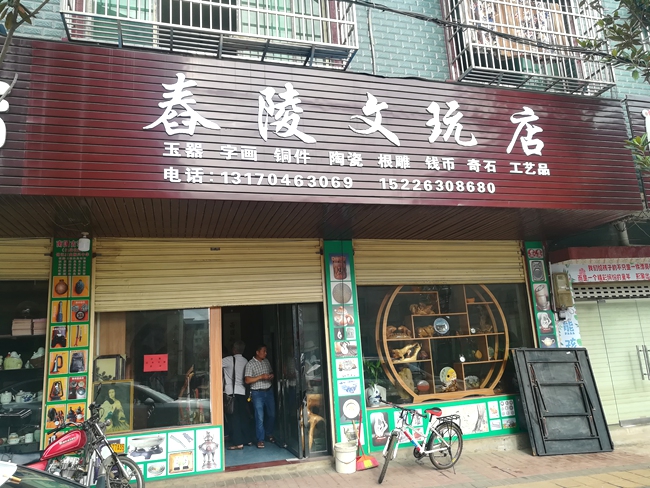 舂陵文玩店
玉器 字画 铜件 陶瓷 根雕 钱币 奇石 工艺品
电话:13170463069 15226308680